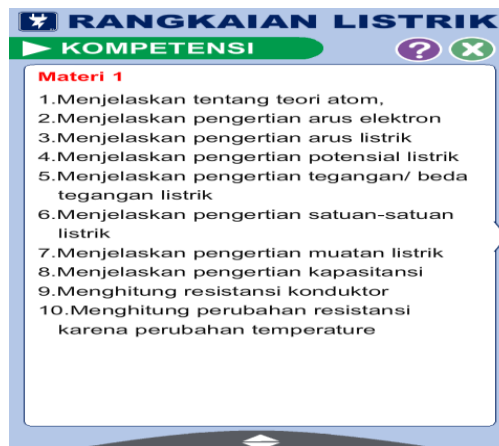 RANGKAIAN LISTRIK
KOMPETENSI
?
Materi 1
1.Menjelaskan tentang teori atom,
2.Menjelaskan pengertian arus elektron
3.Menjelaskan pengertian arus listrik
4.Menjelaskan pengertian potensial listrik
5.Menjelaskan pengertian tegangan/ beda
tegangan listrik
6.Menjelaskan pengertian satuan-satuan
listrik
7.Menjelaskan pengertian muatan listrik
8.Menjelaskan pengertian kapasitansi
9.Menghitung resistansi konduktor
10.Menghitung perubahan resistansi
karena perubahan temperature